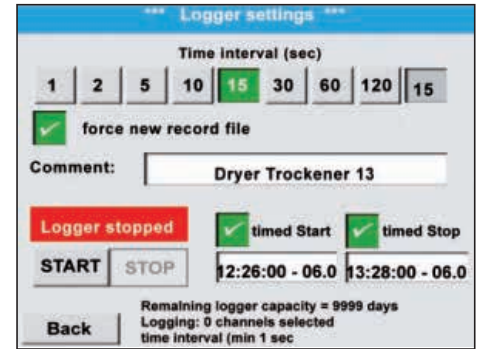 *** Logger settings ***
Time interval (sec)
1 2 5 10 15 30 60 120 15
force new record file
Comment: Dryer Trockener 13
Logger stopped timed Start timed Stop
START STOP 12:26:00 - 06.0 13:28:00 - 06.0
Remaining logger capacity = 9999 days
Back Logging: 0 channels selected
time interval (min 1 sec